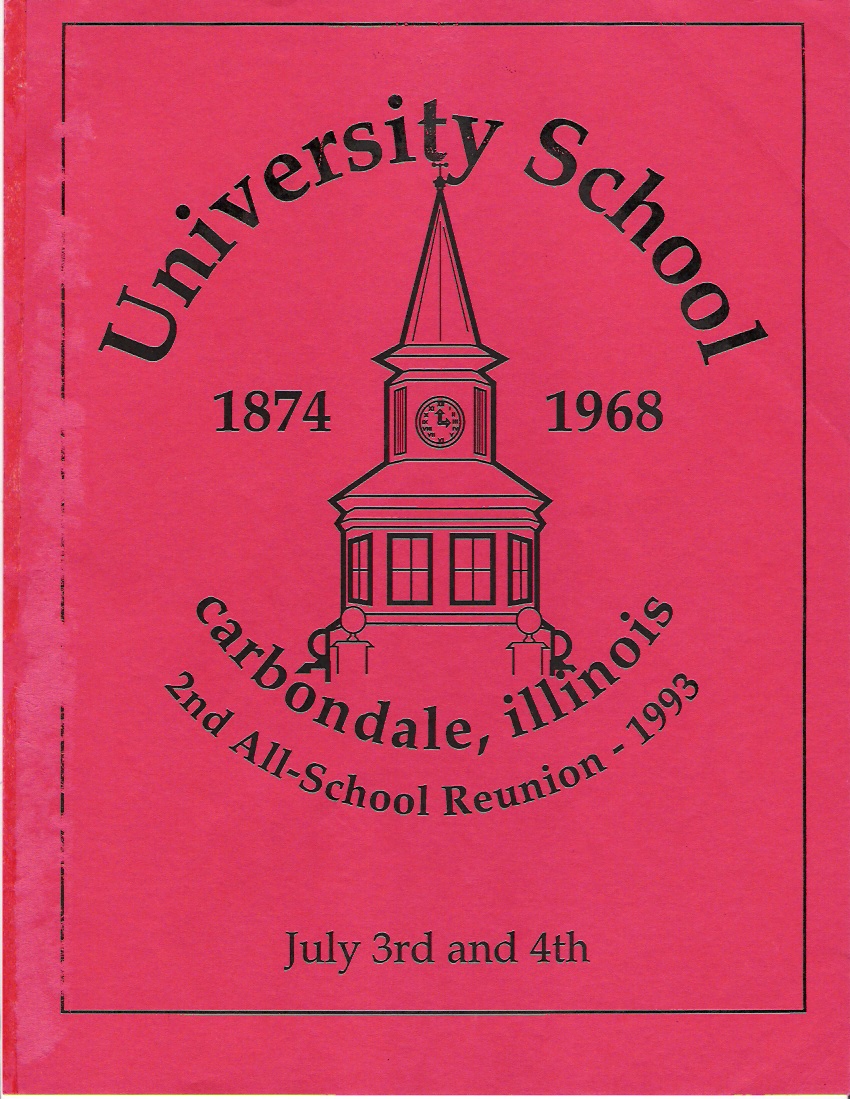 University School
1874
1968
carbondale, illinois
2nd All-School Reunion - 1993
July 3rd and 4th